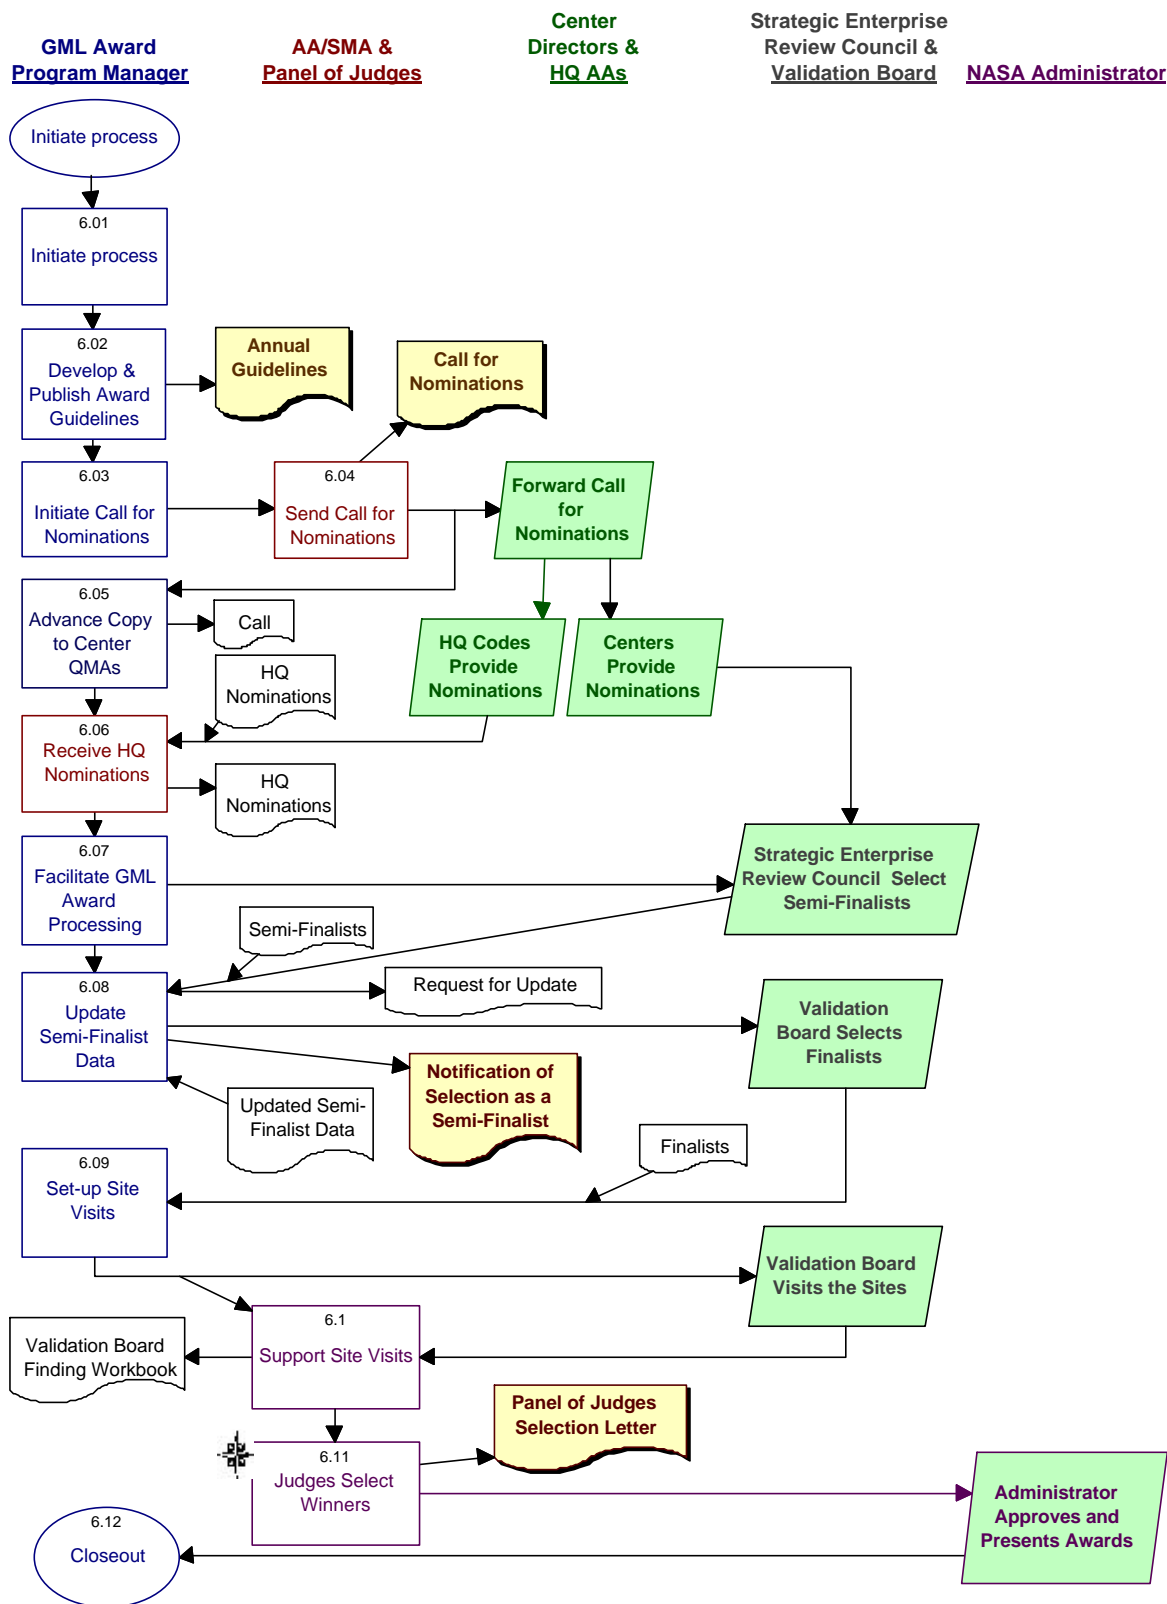 GML Award
Program Manager
AA/SMA &
Panel of Judges
Center
Directors &
HQ AAs
Strategic Enterprise
Review Council &
Validation Board
NASA Administrator
Initiate process
6.01
Initiate process
6.02
Develop &
Publish Award
Guidelines
Annual
Guidelines
Call for
Nominations
6.03
Initiate Call for
Nominations
6.04
Send Call for
Nominations
Forward Call
for
Nominations
6.05
Advance Copy
to Center
QMAs
Call
HQ
Nominations
HQ Codes
Provide
Nominations
Centers
Provide
Nominations
6.06
Receive HQ
Nominations
HQ
Nominations
6.07
Facilitate GML
Award
Processing
Strategic Enterprise
Review Council Select
Semi-Finalists
Semi-Finalists
6.08
Update
Semi-Finalist
Data
Request for Update
Validation
Board Selects
Finalists
Notification of
Selection as a
Semi-Finalist
Updated Semi-
Finalist Data
Finalists
6.09
Set-up Site
Visits
Validation Board
Visits the Sites
6.1
Support Site Visits
Validation Board
Finding Workbook
Panel of Judges
Selection Letter
6.11
Judges Select
Winners
Administrator
Approves and
Presents Awards
6.12
Closeout